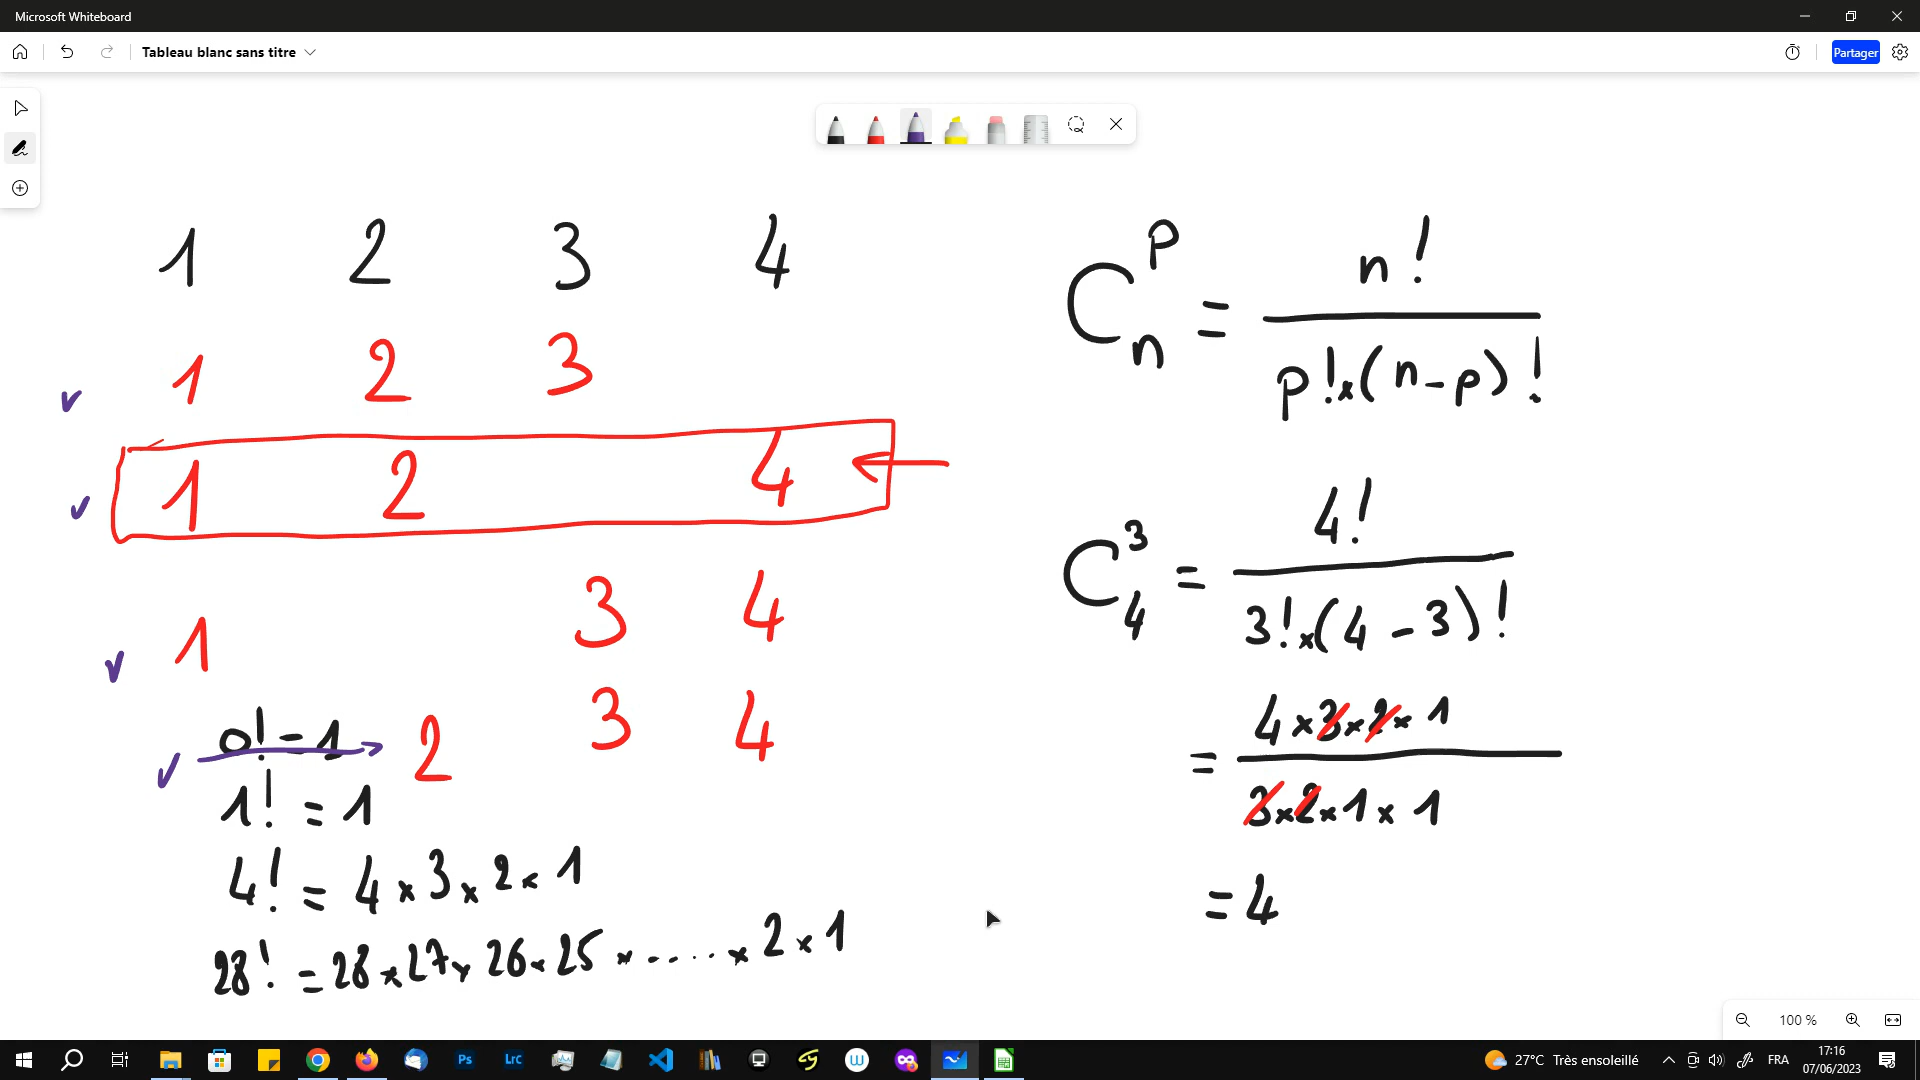 Microsoft Whiteboard
Tableau blanc sans titre
Partager
1 2 3 4
1 2 3
1 2 4
1 3 4
2 3 4
0! = 1
1! = 1
4! = 4 × 3 × 2 × 1
28! = 28 × 27 × 26 × 25 × ..... × 2 × 1
C_n^p = n! / p! × (n - p)!
C_4^3 = 4! / 3! × (4 - 3)!
= 4 × 3 × 2 × 1 / 3 × 2 × 1 × 1
= 4
100 %
Ps
Lrc
W
27°C Très ensoleillé
FRA
17:16
07/06/2023